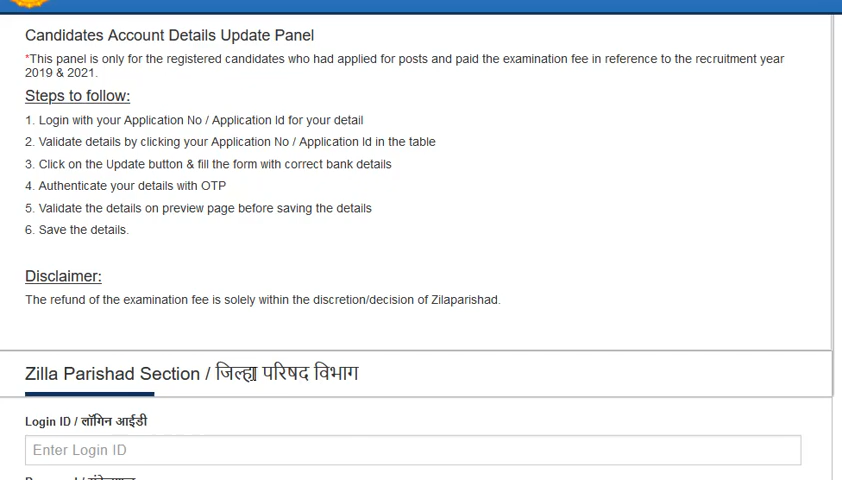 Candidates Account Details Update Panel
*This panel is only for the registered candidates who had applied for posts and paid the examination fee in reference to the recruitment year
2019 & 2021.
Steps to follow:
1. Login with your Application No / Application Id for your detail
2. Validate details by clicking your Application No / Application Id in the table
3. Click on the Update button & fill the form with correct bank details
4. Authenticate your details with OTP
5. Validate the details on preview page before saving the details
6. Save the details.
Disclaimer:
The refund of the examination fee is solely within the discretion/decision of Zilaparishad.
Zilla Parishad Section / जिल्हा परिषद विभाग
Login ID / लॉगिन आईडी
Enter Login ID